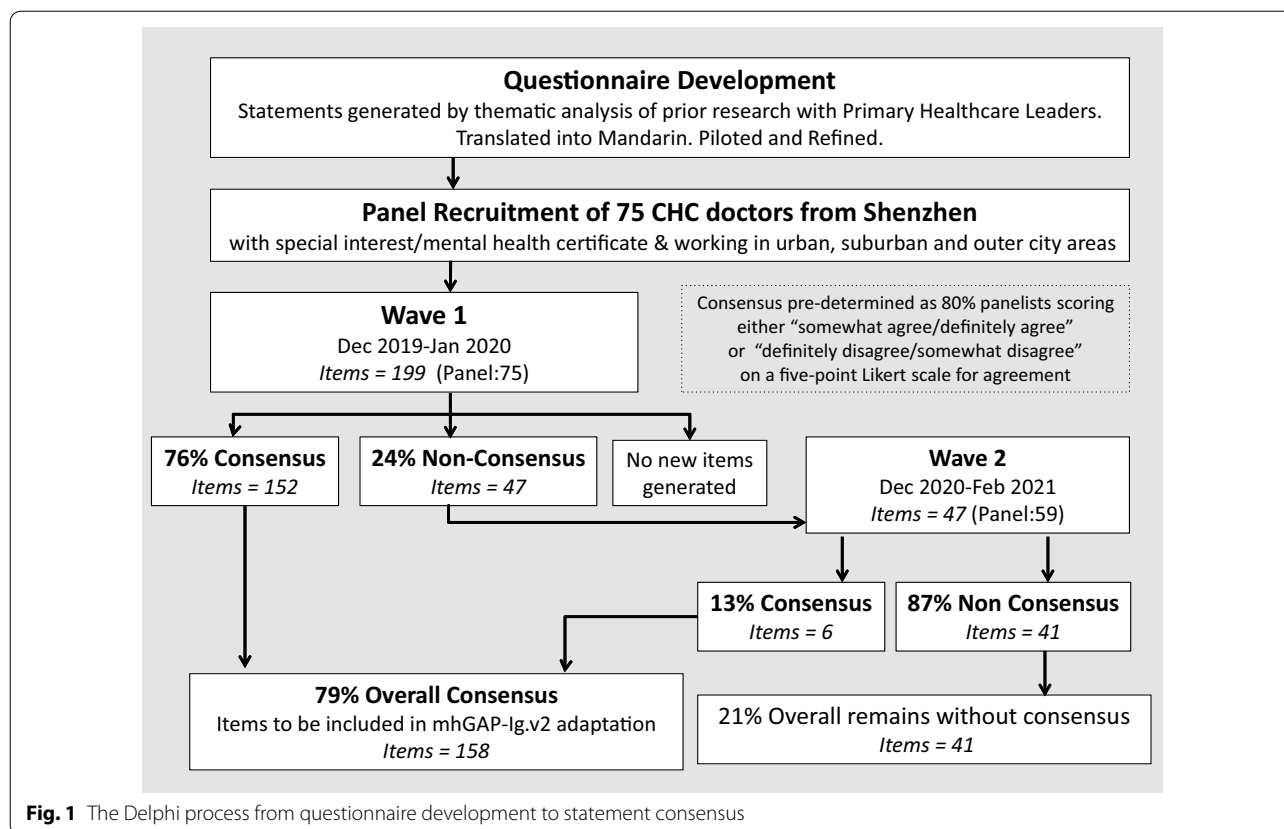 Questionnaire Development
Statements generated by thematic analysis of prior research with Primary Healthcare Leaders.
Translated into Mandarin. Piloted and Refined.
Panel Recruitment of 75 CHC doctors from Shenzhen
with special interest/mental health certificate & working in urban, suburban and outer city areas
Wave 1
Dec 2019-Jan 2020
Items = 199 (Panel:75)
Consensus pre-determined as 80% panelists scoring
either “somewhat agree/definitely agree”
or “definitely disagree/somewhat disagree”
on a five-point Likert scale for agreement
76% Consensus
Items = 152
24% Non-Consensus
Items = 47
No new items
generated
Wave 2
Dec 2020-Feb 2021
Items = 47 (Panel:59)
13% Consensus
Items = 6
87% Non Consensus
Items = 41
79% Overall Consensus
Items to be included in mhGAP-Ig.v2 adaptation
Items = 158
21% Overall remains without consensus
Items = 41
Fig. 1 The Delphi process from questionnaire development to statement consensus